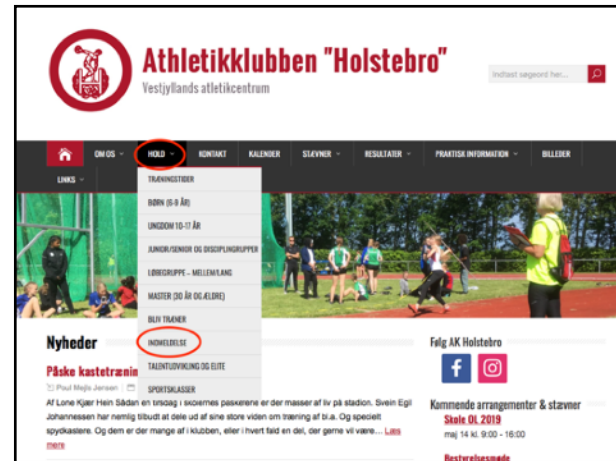 Athletikklubben "Holstebro"
Vestjyllands atletikcentrum
Indtast søgeord her...
OM OS
HOLD
KONTAKT
KALENDER
STÆVNER
RESULTATER
PRAKTISK INFORMATION
BILLEDER
LINKS
TRÆNINGSTIDER
BØRN (6-9 ÅR)
UNGDOM 10-17 ÅR
JUNIOR/SENIOR OG DISCIPLINGRUPPER
LØBEGRUPPE – MELLEM/LANG
MASTER (30 ÅR OG ÆLDRE)
BLIV TRÆNER
INDMELDELSE
TALENTUDVIKLING OG ELITE
SPORTSKLASSER
Nyheder
Påske kastetrænin
Poul Mejls Jensen
Af Lone Kjær Hein Sådan en tirsdag i skolernes påskeferie er der masser af liv på stadion. Svein Egil
Johannessen har nemlig tilbudt at dele ud af sine store viden om træning af bl.a. Og specielt
spydkastere. Og dem er der mange af i klubben, eller i hvert fald en del, der gerne vil være… Læs
mere
Følg AK Holstebro
Kommende arrangementer & stævner
Skole OL 2019
maj 14 kl. 9:00 - 16:00
Bestyrelsesmøde